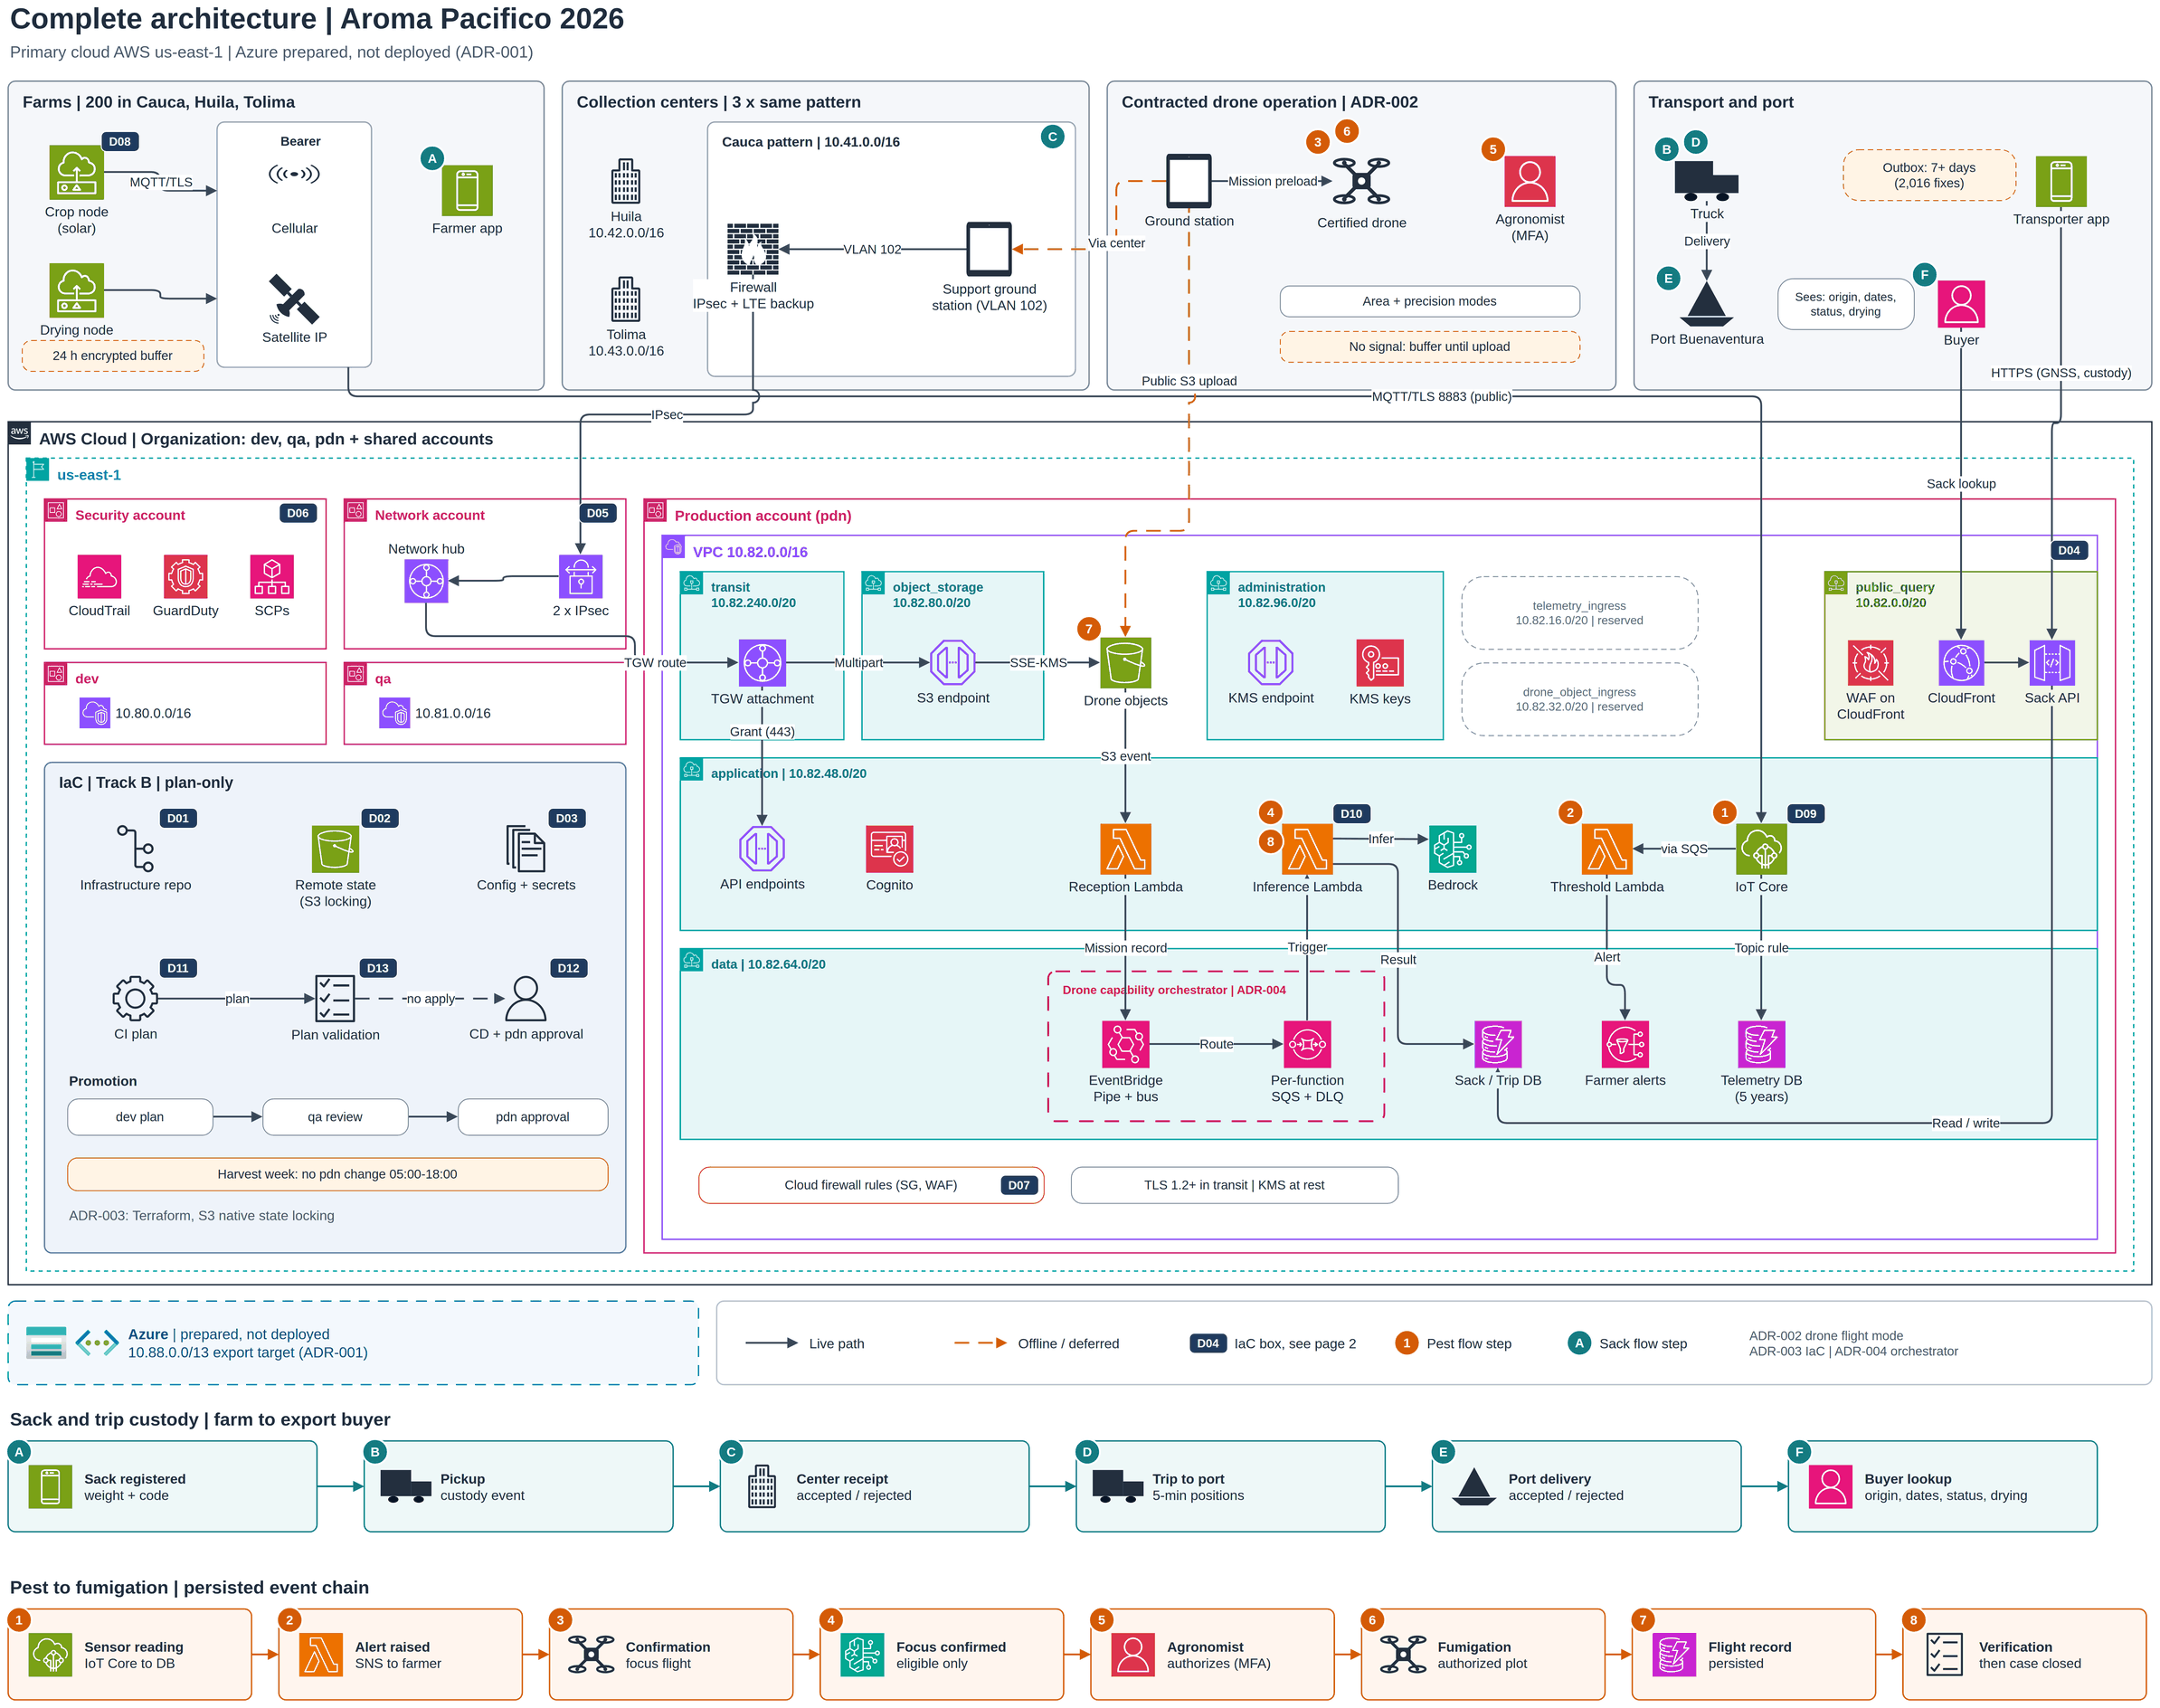 Complete architecture | Aroma Pacifico 2026
Primary cloud AWS us-east-1 | Azure prepared, not deployed (ADR-001)
Farms | 200 in Cauca, Huila, Tolima
D08
MQTT/TLS
Crop node
(solar)
Drying node
24 h encrypted buffer
Bearer
Cellular
Satellite IP
A
Farmer app
Collection centers | 3 x same pattern
Huila
10.42.0.0/16
Tolima
10.43.0.0/16
Cauca pattern | 10.41.0.0/16
C
VLAN 102
Firewall
IPsec + LTE backup
Support ground
station (VLAN 102)
Contracted drone operation | ADR-002
3
6
5
Mission preload
Ground station
Certified drone
Agronomist
(MFA)
Via center
Area + precision modes
No signal: buffer until upload
Public S3 upload
Transport and port
B
D
Truck
Delivery
E
Port Buenaventura
Outbox: 7+ days
(2,016 fixes)
Transporter app
Sees: origin, dates,
status, drying
F
Buyer
HTTPS (GNSS, custody)
MQTT/TLS 8883 (public)
IPsec
aws
AWS Cloud | Organization: dev, qa, pdn + shared accounts
us-east-1
Sack lookup
Security account
D06
CloudTrail
GuardDuty
SCPs
Network account
D05
Network hub
2 x IPsec
dev
10.80.0.0/16
qa
10.81.0.0/16
TGW route
Production account (pdn)
VPC 10.82.0.0/16
D04
transit
10.82.240.0/20
TGW attachment
Grant (443)
Multipart
object_storage
10.82.80.0/20
S3 endpoint
SSE-KMS
7
Drone objects
S3 event
administration
10.82.96.0/20
KMS endpoint
KMS keys
telemetry_ingress
10.82.16.0/20 | reserved
drone_object_ingress
10.82.32.0/20 | reserved
public_query
10.82.0.0/20
WAF on
CloudFront
CloudFront
Sack API
application | 10.82.48.0/20
API endpoints
Cognito
Reception Lambda
4
8
D10
Infer
Inference Lambda
Bedrock
2
Threshold Lambda
via SQS
1
D09
IoT Core
Mission record
Trigger
Result
Alert
Topic rule
data | 10.82.64.0/20
Drone capability orchestrator | ADR-004
EventBridge
Pipe + bus
Route
Per-function
SQS + DLQ
Sack / Trip DB
Farmer alerts
Telemetry DB
(5 years)
Read / write
Cloud firewall rules (SG, WAF)
D07
TLS 1.2+ in transit | KMS at rest
IaC | Track B | plan-only
D01
Infrastructure repo
D02
Remote state
(S3 locking)
D03
Config + secrets
D11
CI plan
plan
D13
Plan validation
no apply
D12
CD + pdn approval
Promotion
dev plan
qa review
pdn approval
Harvest week: no pdn change 05:00-18:00
ADR-003: Terraform, S3 native state locking
Azure | prepared, not deployed
10.88.0.0/13 export target (ADR-001)
Live path
Offline / deferred
D04
IaC box, see page 2
1
Pest flow step
A
Sack flow step
ADR-002 drone flight mode
ADR-003 IaC | ADR-004 orchestrator
Sack and trip custody | farm to export buyer
A
Sack registered
weight + code
B
Pickup
custody event
C
Center receipt
accepted / rejected
D
Trip to port
5-min positions
E
Port delivery
accepted / rejected
F
Buyer lookup
origin, dates, status, drying
Pest to fumigation | persisted event chain
1
Sensor reading
IoT Core to DB
2
Alert raised
SNS to farmer
3
Confirmation
focus flight
4
Focus confirmed
eligible only
5
Agronomist
authorizes (MFA)
6
Fumigation
authorized plot
7
Flight record
persisted
8
Verification
then case closed